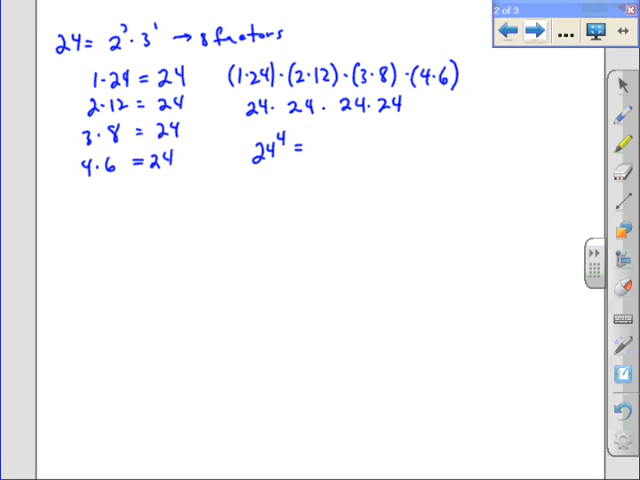 2 of 3
24 = 2³ · 3¹ → 8 factors
1 · 24 = 24
2 · 12 = 24
3 · 8 = 24
4 · 6 = 24
(1·24) · (2·12) · (3·8) · (4·6)
24 · 24 · 24 · 24
24⁴ =